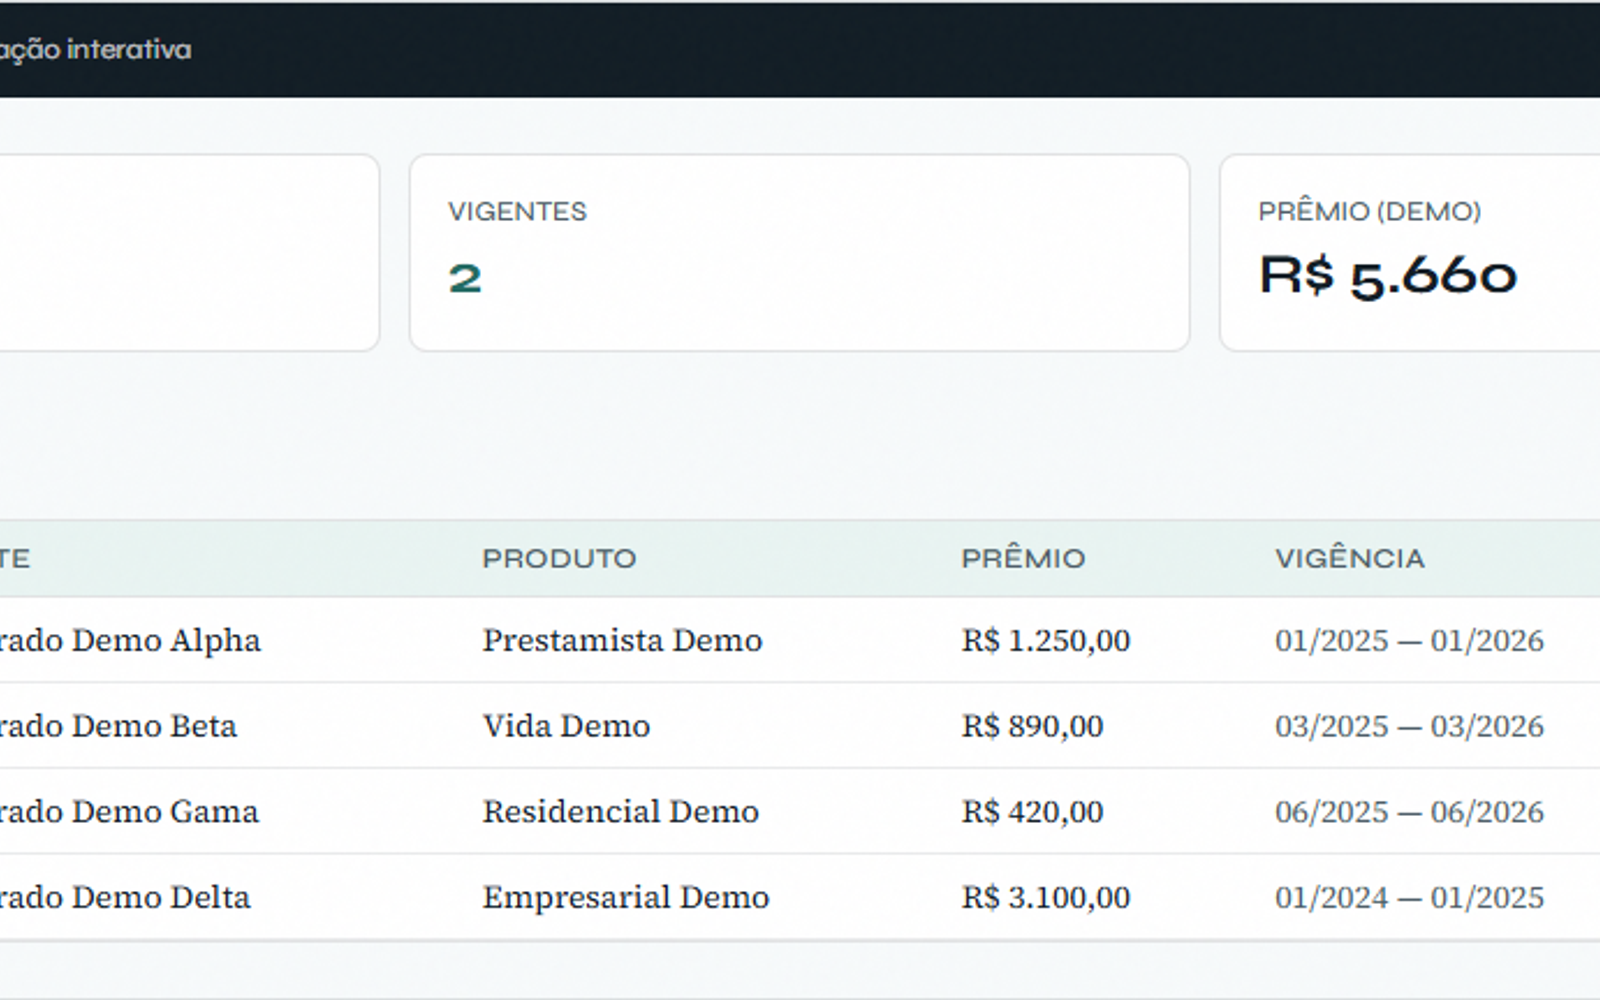 ação interativa
VIGENTES
2
PRÊMIO (DEMO)
R$ 5.660
TE PRODUTO PRÊMIO VIGÊNCIA
rado Demo Alpha Prestamista Demo R$ 1.250,00 01/2025 — 01/2026
rado Demo Beta Vida Demo R$ 890,00 03/2025 — 03/2026
rado Demo Gama Residencial Demo R$ 420,00 06/2025 — 06/2026
rado Demo Delta Empresarial Demo R$ 3.100,00 01/2024 — 01/2025